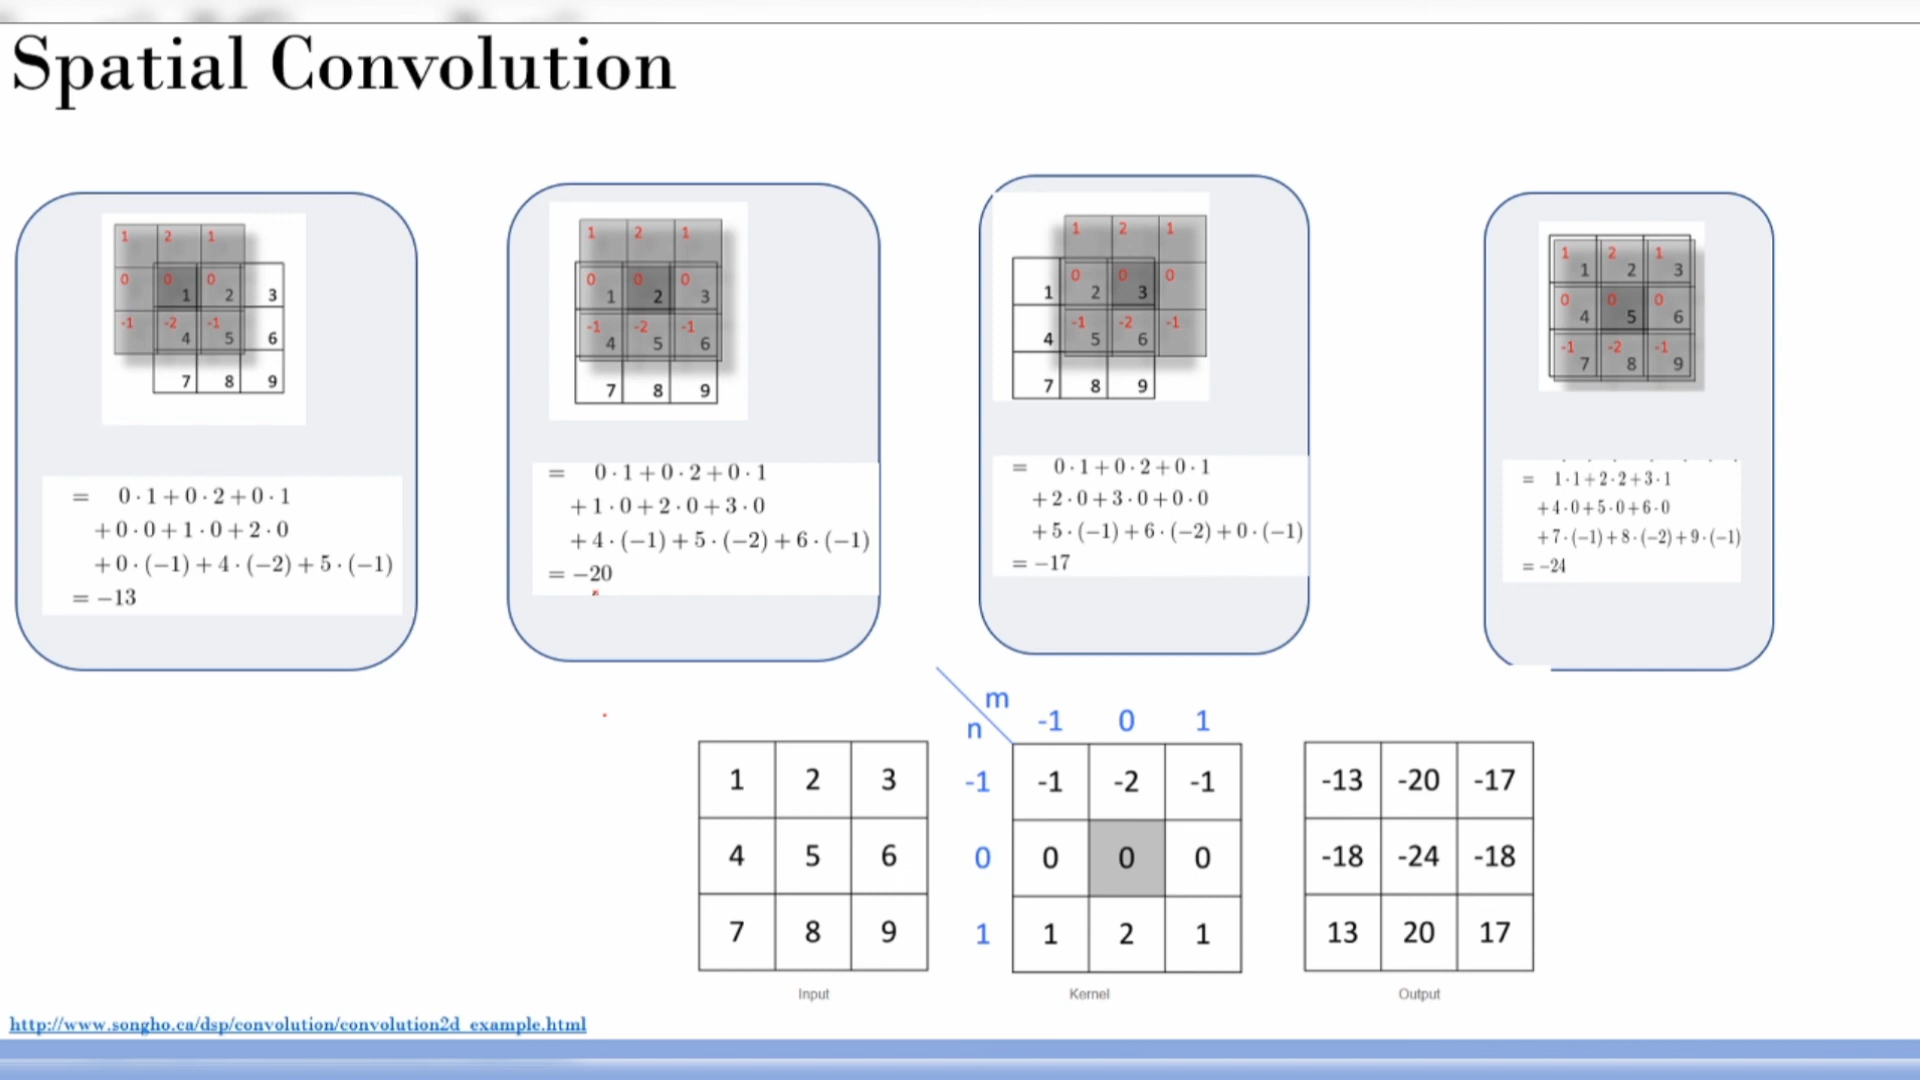 Spatial Convolution
1 2 1
0 0 0
1 2 3
-1 -2 -1
4 5 6
7 8 9
= 0·1+0·2+0·1
+0·0+1·0+2·0
+0·(−1)+4·(−2)+5·(−1)
= −13
1 2 1
0 0 0
1 2 3
-1 -2 -1
4 5 6
7 8 9
= 0·1+0·2+0·1
+1·0+2·0+3·0
+4·(−1)+5·(−2)+6·(−1)
= −20
1 2 1
0 0 0
1 2 3
-1 -2 -1
4 5 6
7 8 9
= 0·1+0·2+0·1
+2·0+3·0+0·0
+5·(−1)+6·(−2)+0·(−1)
= −17
1 2 1
1 2 3
0 0 0
4 5 6
-1 -2 -1
7 8 9
= 1·1+2·2+3·1
+4·0+5·0+6·0
+7·(−1)+8·(−2)+9·(−1)
= −24
1 2 3
4 5 6
7 8 9
Input
m
n
-1 0 1
-1 -1 -2 -1
0 0 0 0
1 1 2 1
Kernel
-13 -20 -17
-18 -24 -18
13 20 17
Output
http://www.songho.ca/dsp/convolution/convolution2d_example.html